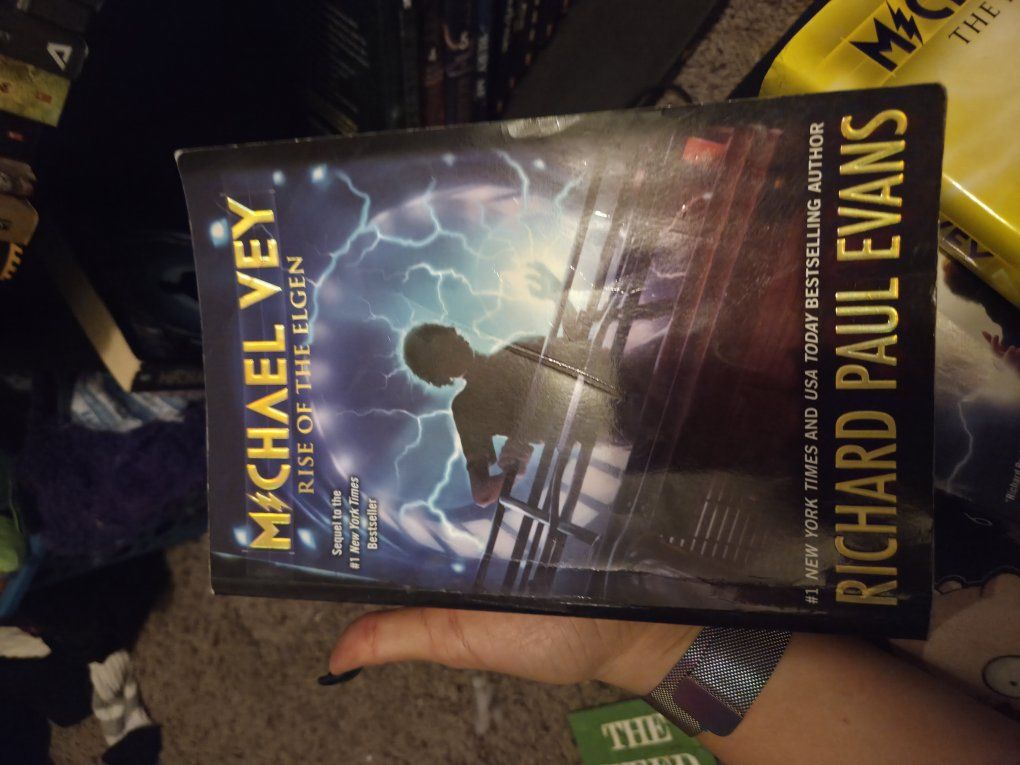 MICHAEL VEY
RISE OF THE ELGEN
Sequel to the
#1 New York Times
Bestseller
#1 NEW YORK TIMES AND USA TODAY BESTSELLING AUTHOR
RICHARD PAUL EVANS
THE
THE